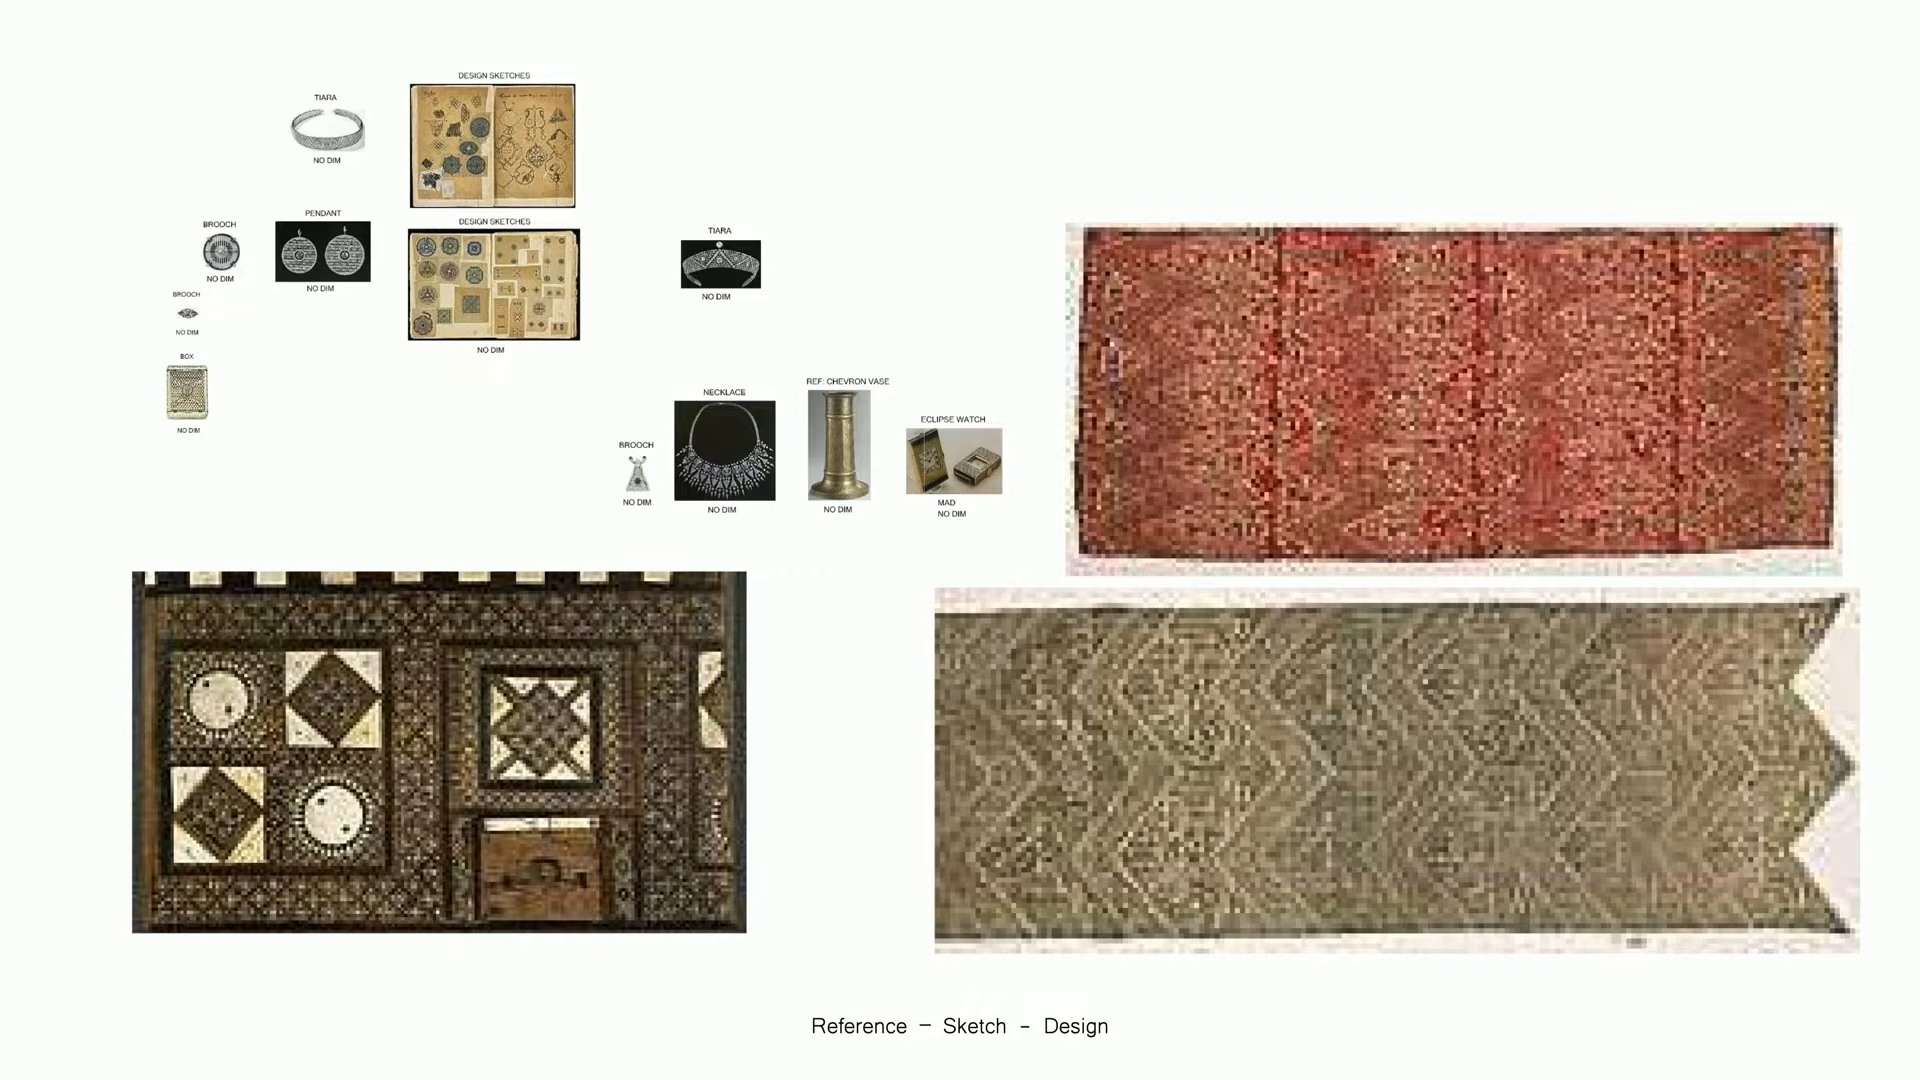 DESIGN SKETCHES
TIARA
NO DIM
BROOCH
NO DIM
PENDANT
NO DIM
DESIGN SKETCHES
NO DIM
TIARA
NO DIM
BROOCH
NO DIM
BOX
NO DIM
BROOCH
NO DIM
NECKLACE
NO DIM
REF: CHEVRON VASE
NO DIM
ECLIPSE WATCH
MAD
NO DIM
Reference – Sketch - Design